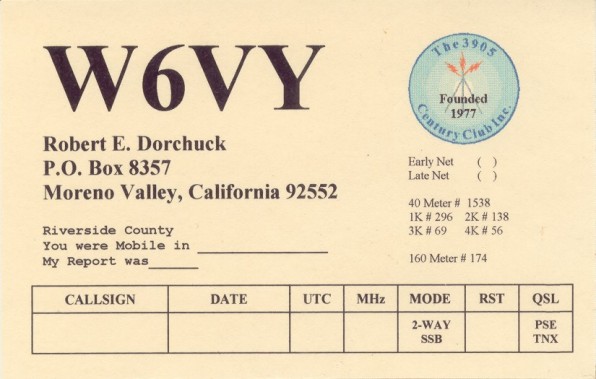 W6VY
The 3905
Founded
1977
Century Club Inc.
Robert E. Dorchuck
P.O. Box 8357
Moreno Valley, California 92552
Early Net ( )
Late Net ( )
40 Meter # 1538
1K # 296 2K # 138
3K # 69 4K # 56
160 Meter # 174
Riverside County
You were Mobile in _______________
My Report was______
CALLSIGN DATE UTC MHz MODE RST QSL
2-WAY PSE
SSB TNX